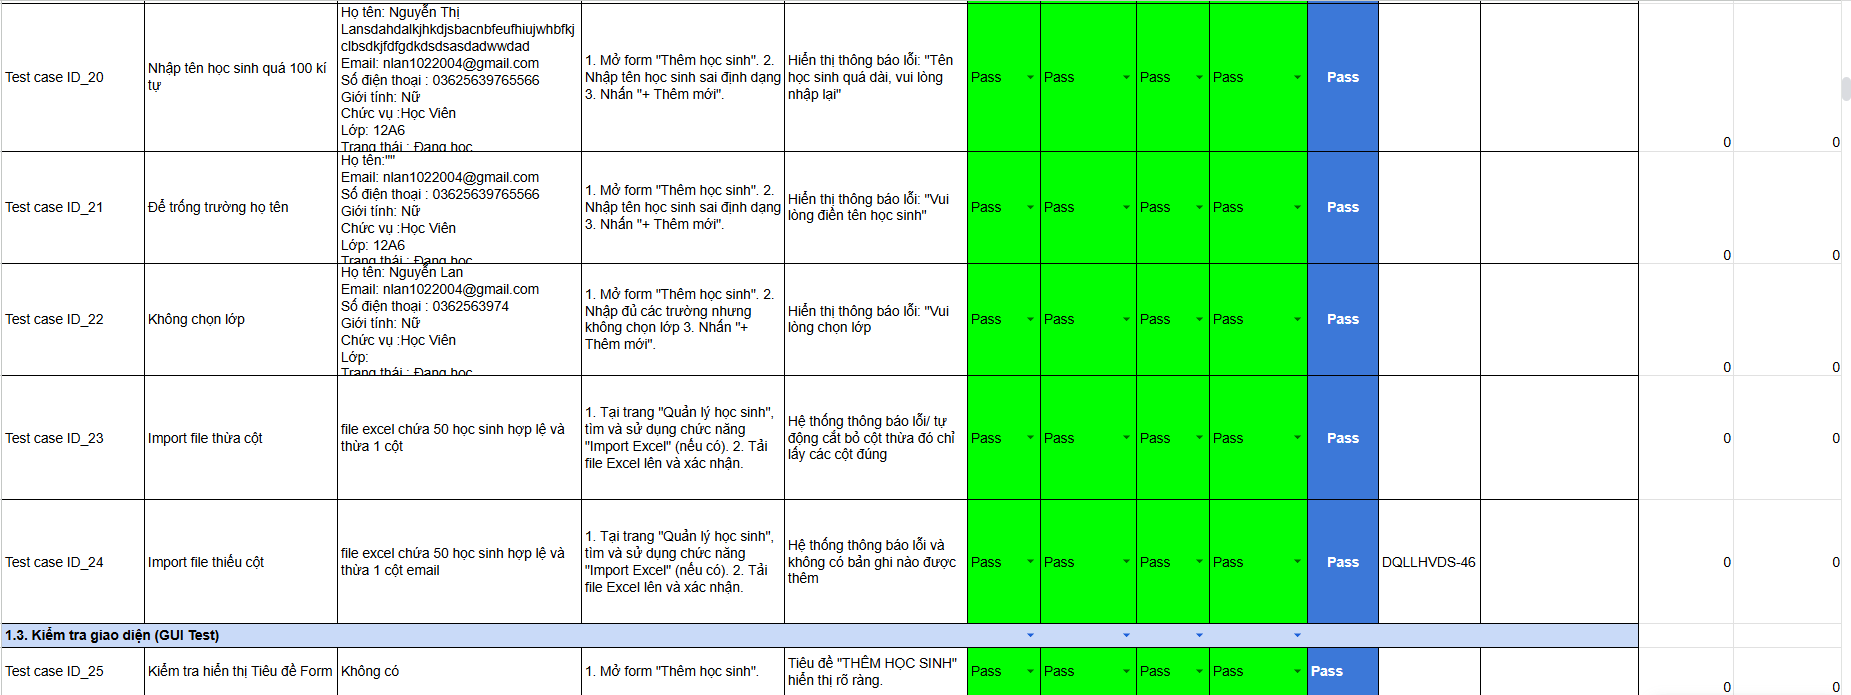 Test case ID_20
Nhập tên học sinh quá 100 kí
tự
Họ tên: Nguyễn Thị
Lansdahdalkjhkdjsbacnbfeufhiujwhbfkj
clbsdkjfdfgdkdsdsasdadwwdad
Email: nlan1022004@gmail.com
Số điện thoại : 03625639765566
Giới tính: Nữ
Chức vụ :Học Viên
Lớp: 12A6
Trạng thái : Đang học
1. Mở form "Thêm học sinh". 2.
Nhập tên học sinh sai định dạng
3. Nhấn "+ Thêm mới".
Hiển thị thông báo lỗi: "Tên
học sinh quá dài, vui lòng
nhập lại"
Pass
Pass
Pass
Pass
Pass
0
0
Test case ID_21
Để trống trường họ tên
Họ tên:""
Email: nlan1022004@gmail.com
Số điện thoại : 03625639765566
Giới tính: Nữ
Chức vụ :Học Viên
Lớp: 12A6
Trạng thái : Đang học
1. Mở form "Thêm học sinh". 2.
Nhập tên học sinh sai định dạng
3. Nhấn "+ Thêm mới".
Hiển thị thông báo lỗi: "Vui
lòng điền tên học sinh"
Pass
Pass
Pass
Pass
Pass
0
0
Test case ID_22
Không chọn lớp
Họ tên: Nguyễn Lan
Email: nlan1022004@gmail.com
Số điện thoại : 0362563974
Giới tính: Nữ
Chức vụ :Học Viên
Lớp:
Trạng thái : Đang học
1. Mở form "Thêm học sinh". 2.
Nhập đủ các trường nhưng
không chọn lớp 3. Nhấn "+
Thêm mới".
Hiển thị thông báo lỗi: "Vui
lòng chọn lớp
Pass
Pass
Pass
Pass
Pass
0
0
Test case ID_23
Import file thừa cột
file excel chứa 50 học sinh hợp lệ và
thừa 1 cột
1. Tại trang "Quản lý học sinh",
tìm và sử dụng chức năng
"Import Excel" (nếu có). 2. Tải
file Excel lên và xác nhận.
Hệ thống thông báo lỗi/ tự
động cắt bỏ cột thừa đó chỉ
lấy các cột đúng
Pass
Pass
Pass
Pass
Pass
0
0
Test case ID_24
Import file thiếu cột
file excel chứa 50 học sinh hợp lệ và
thừa 1 cột email
1. Tại trang "Quản lý học sinh",
tìm và sử dụng chức năng
"Import Excel" (nếu có). 2. Tải
file Excel lên và xác nhận.
Hệ thống thông báo lỗi và
không có bản ghi nào được
thêm
Pass
Pass
Pass
Pass
Pass
DQLLHVDS-46
0
0
1.3. Kiểm tra giao diện (GUI Test)
Test case ID_25
Kiểm tra hiển thị Tiêu đề Form
Không có
1. Mở form "Thêm học sinh".
Tiêu đề "THÊM HỌC SINH"
hiển thị rõ ràng.
Pass
Pass
Pass
Pass
Pass
0
0